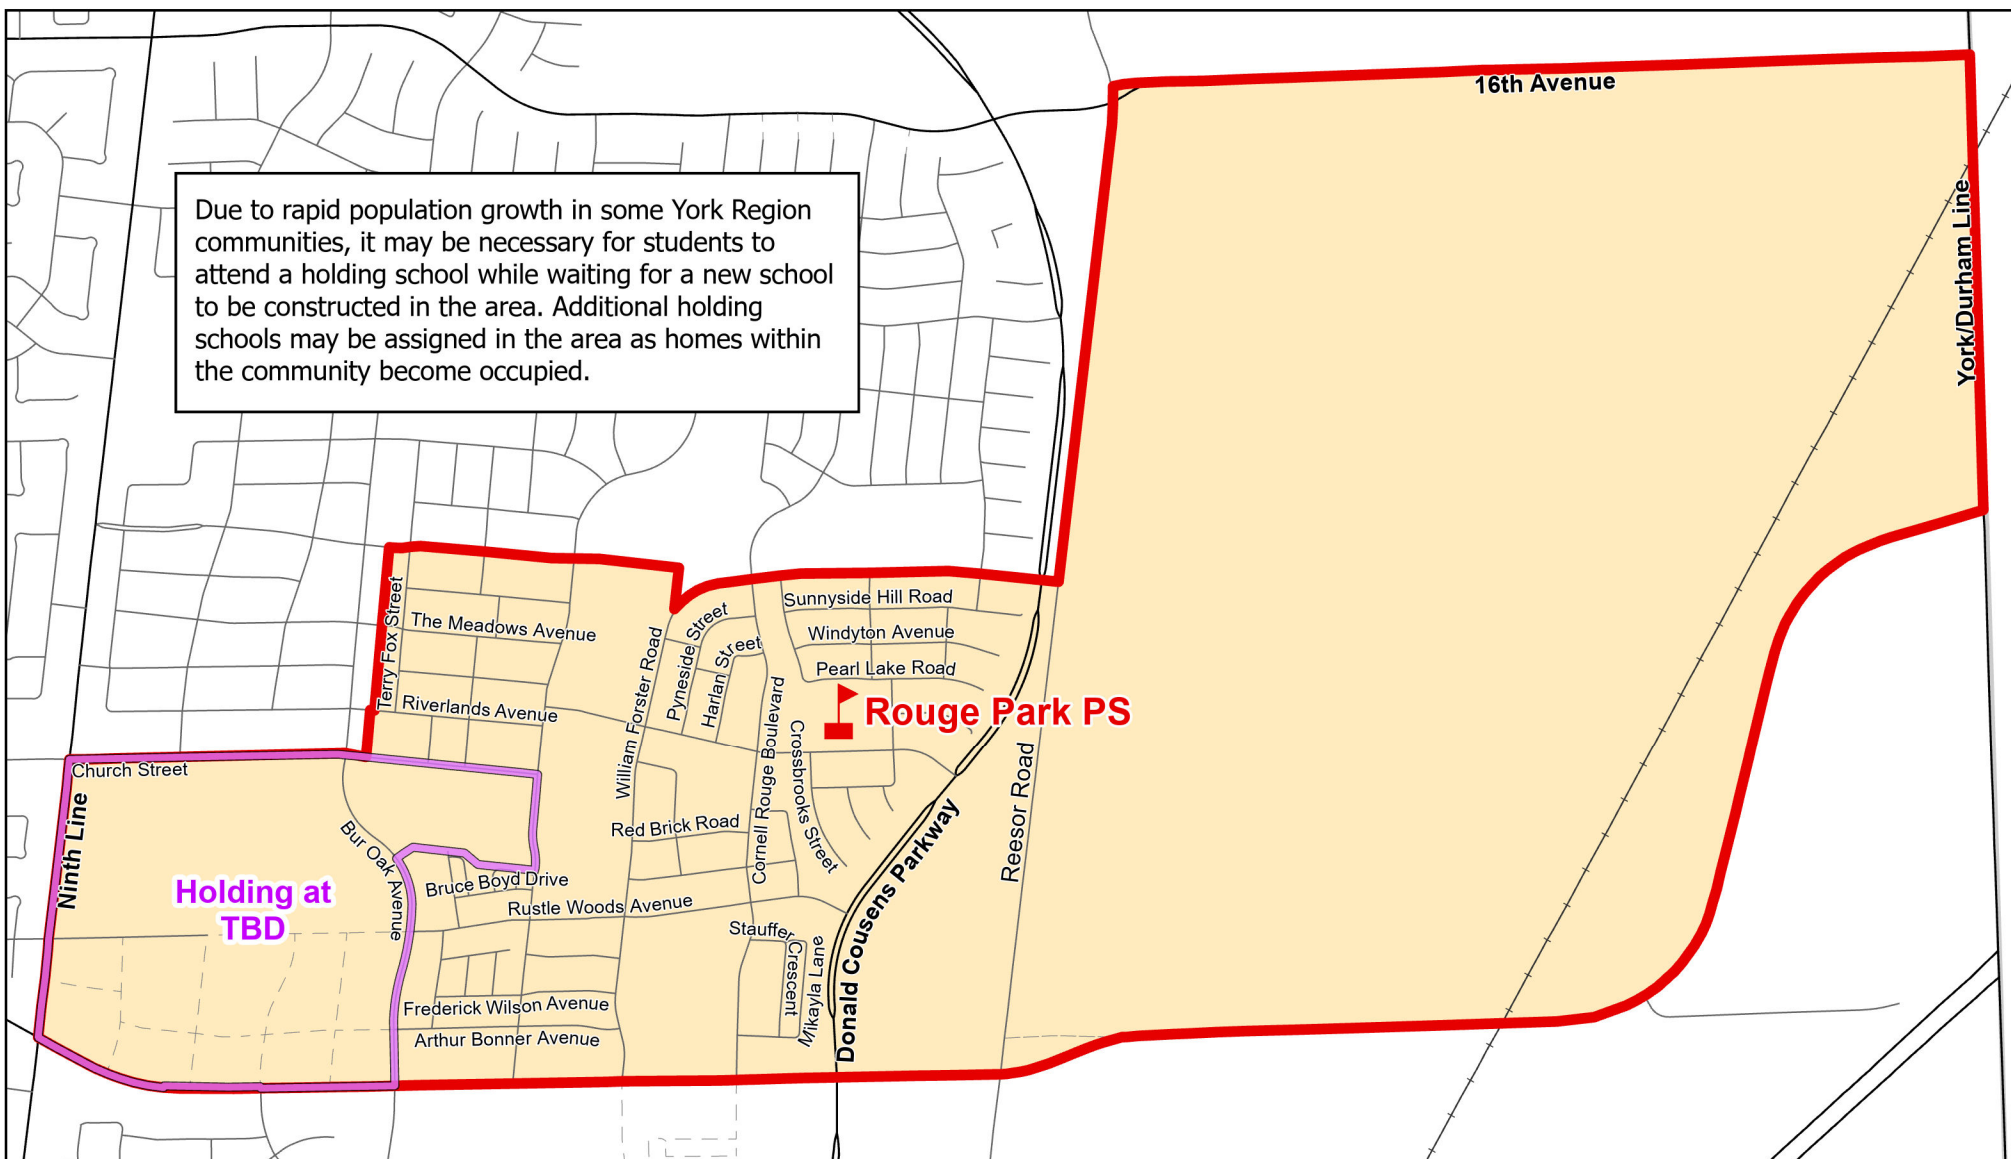 16th Avenue
York/Durham Line
Due to rapid population growth in some York Region
communities, it may be necessary for students to
attend a holding school while waiting for a new school
to be constructed in the area. Additional holding
schools may be assigned in the area as homes within
the community become occupied.
Terry Fox Street
The Meadows Avenue
Riverlands Avenue
William Forster Road
Pyneside Street
Harlan Street
Sunnyside Hill Road
Windyton Avenue
Pearl Lake Road
Rouge Park PS
Cornell Rouge Boulevard
Crossbrooks Street
Reesor Road
Church Street
Ninth Line
Bur Oak Avenue
Red Brick Road
Holding at
TBD
Bruce Boyd Drive
Rustle Woods Avenue
Stauffer Crescent
Mikayla Lane
Donald Cousens Parkway
Frederick Wilson Avenue
Arthur Bonner Avenue